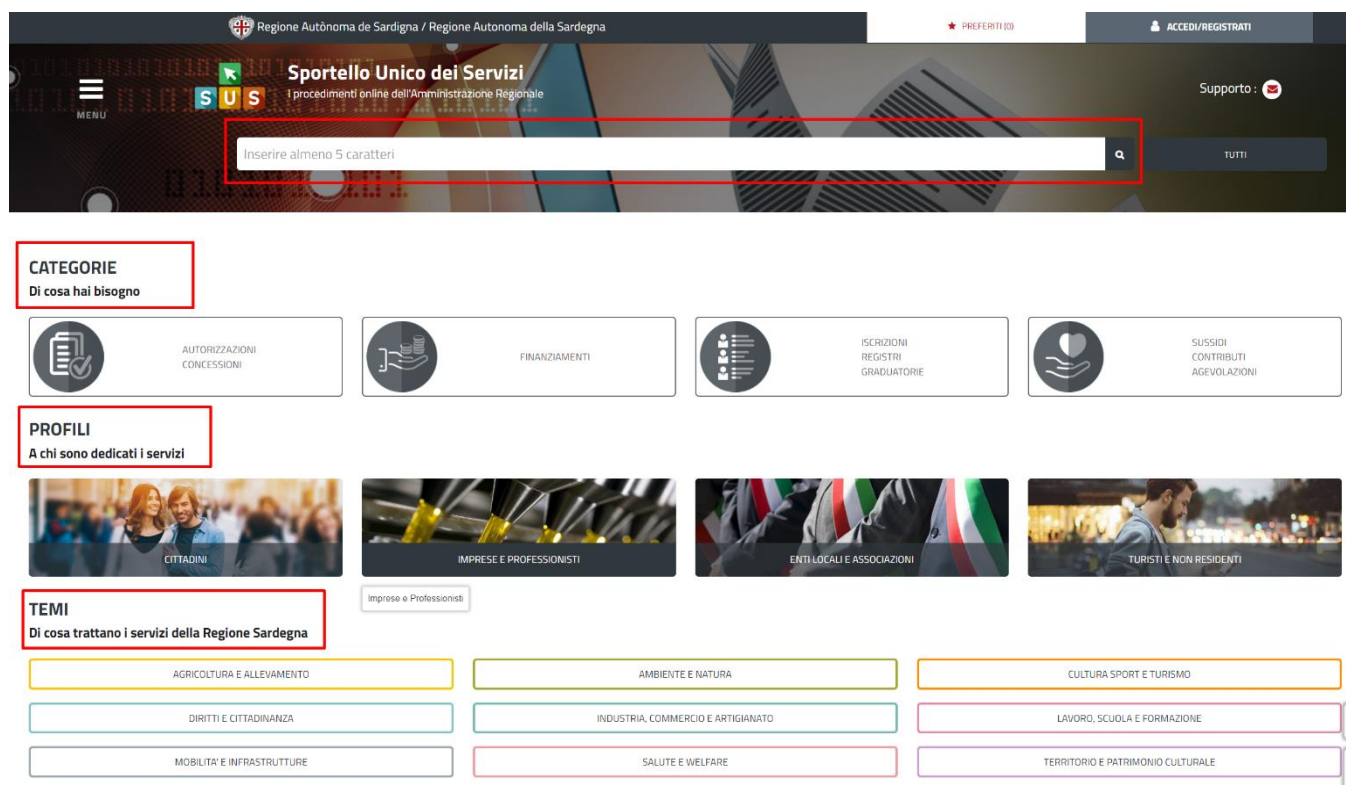 Regione Autònoma de Sardigna / Regione Autonoma della Sardegna
PREFERITI (0)
ACCEDI/REGISTRATI
MENU
SUS
Sportello Unico dei Servizi
I procedimenti online dell'Amministrazione Regionale
Supporto :
Inserire almeno 5 caratteri
TUTTI
CATEGORIE
Di cosa hai bisogno
AUTORIZZAZIONI
CONCESSIONI
FINANZIAMENTI
ISCRIZIONI
REGISTRI
GRADUATORIE
SUSSIDI
CONTRIBUTI
AGEVOLAZIONI
PROFILI
A chi sono dedicati i servizi
CITTADINI
IMPRESE E PROFESSIONISTI
ENTI LOCALI E ASSOCIAZIONI
TURISTI E NON RESIDENTI
Imprese e Professionisti
TEMI
Di cosa trattano i servizi della Regione Sardegna
AGRICOLTURA E ALLEVAMENTO
AMBIENTE E NATURA
CULTURA SPORT E TURISMO
DIRITTI E CITTADINANZA
INDUSTRIA, COMMERCIO E ARTIGIANATO
LAVORO, SCUOLA E FORMAZIONE
MOBILITA' E INFRASTRUTTURE
SALUTE E WELFARE
TERRITORIO E PATRIMONIO CULTURALE